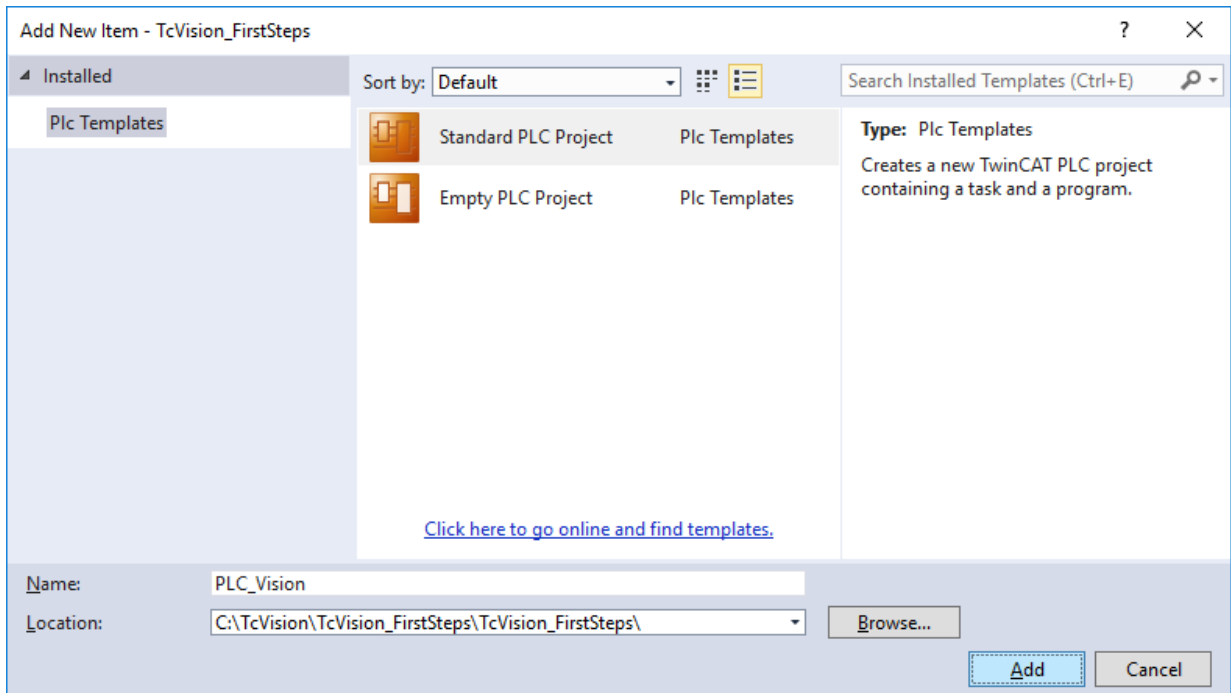 Add New Item - TcVision_FirstSteps
?
Installed
Plc Templates
Sort by: Default
Search Installed Templates (Ctrl+E)
Standard PLC Project Plc Templates
Empty PLC Project Plc Templates
Click here to go online and find templates.
Type: Plc Templates
Creates a new TwinCAT PLC project
containing a task and a program.
Name: PLC_Vision
Location: C:\TcVision\TcVision_FirstSteps\TcVision_FirstSteps\
Browse...
Add Cancel